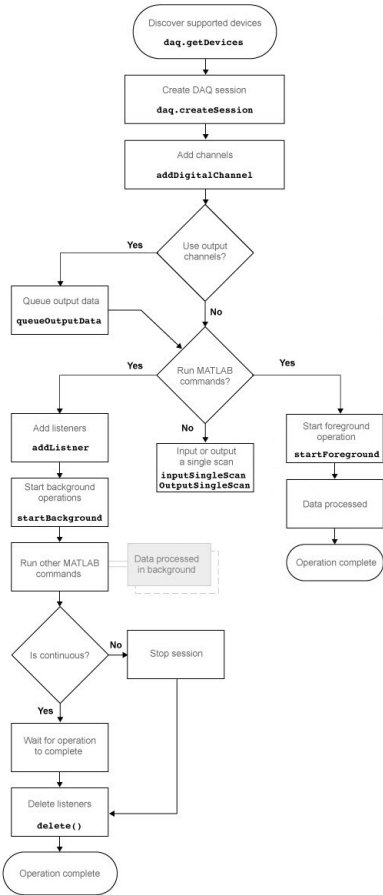 Discover supported devices
daq.getDevices
Create DAQ session
daq.createSession
Add channels
addDigitalChannel
Yes
Use output
channels?
Queue output data
queueOutputData
No
Yes
Run MATLAB
commands?
Yes
Add listeners
addListner
No
Input or output
a single scan
inputSingleScan
OutputSingleScan
Start foreground
operation
startForeground
Start background
operations
startBackground
Data processed
Run other MATLAB
commands
Data processed
in background
Operation complete
Is continuous?
No
Stop session
Yes
Wait for operation
to complete
Delete listeners
delete()
Operation complete